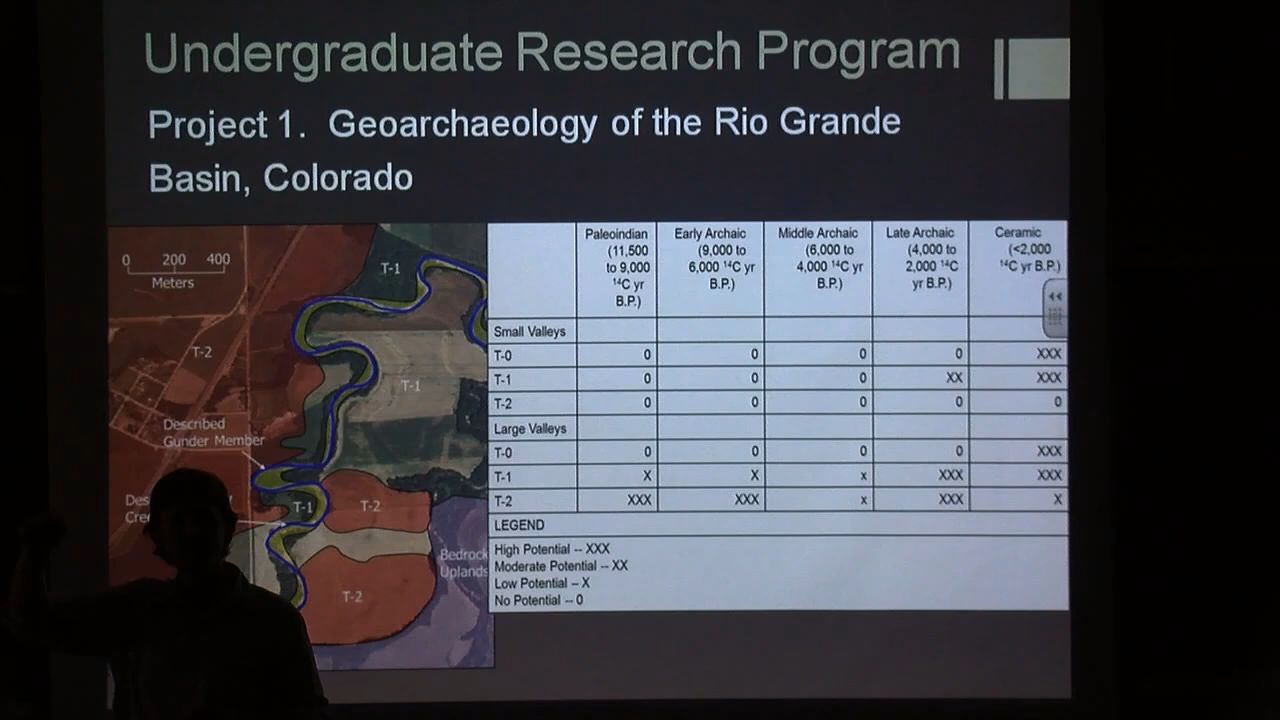 Undergraduate Research Program
Project 1. Geoarchaeology of the Rio Grande
Basin, Colorado
0 200 400
Meters
T-1
T-2
T-1
Described
Gunder Member
T-1
T-2
T-2
Bedrock
Uplands
Paleoindian
(11,500
to 9,000
¹⁴C yr
B.P.)
Early Archaic
(9,000 to
6,000 ¹⁴C yr
B.P.)
Middle Archaic
(6,000 to
4,000 ¹⁴C yr
B.P.)
Late Archaic
(4,000 to
2,000 ¹⁴C
yr B.P.)
Ceramic
(<2,000
¹⁴C yr B.P.)
Small Valleys
T-0 0 0 0 0 XXX
T-1 0 0 0 XX XXX
T-2 0 0 0 0 0
Large Valleys
T-0 0 0 0 0 XXX
T-1 X X x XXX XXX
T-2 XXX XXX x XXX X
LEGEND
High Potential -- XXX
Moderate Potential -- XX
Low Potential -- X
No Potential -- 0